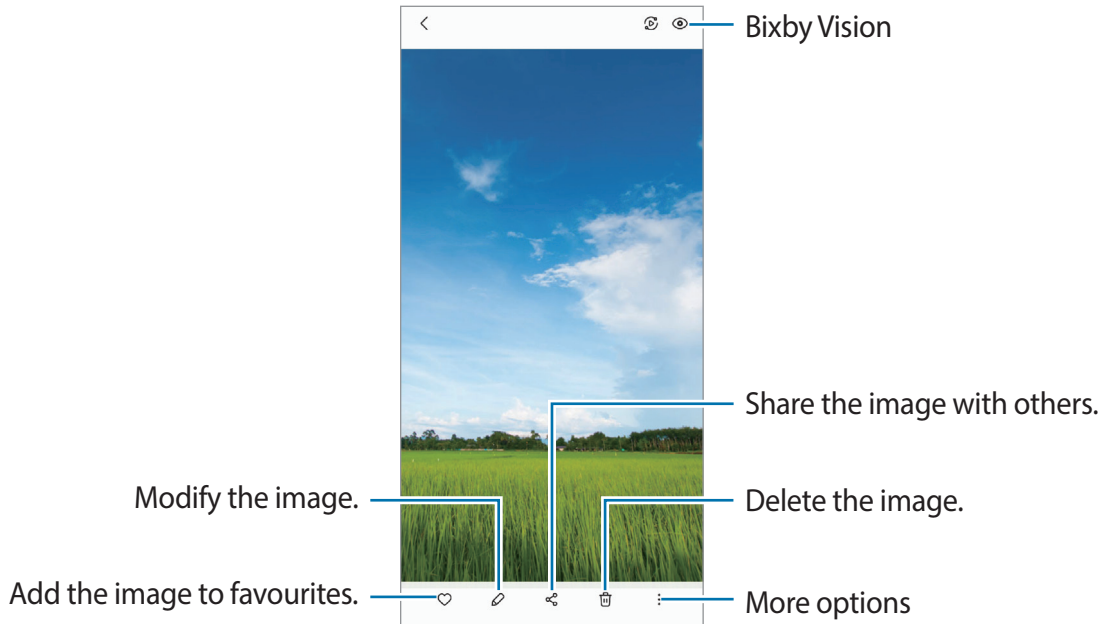 Bixby Vision
Share the image with others.
Modify the image.
Delete the image.
Add the image to favourites.
More options